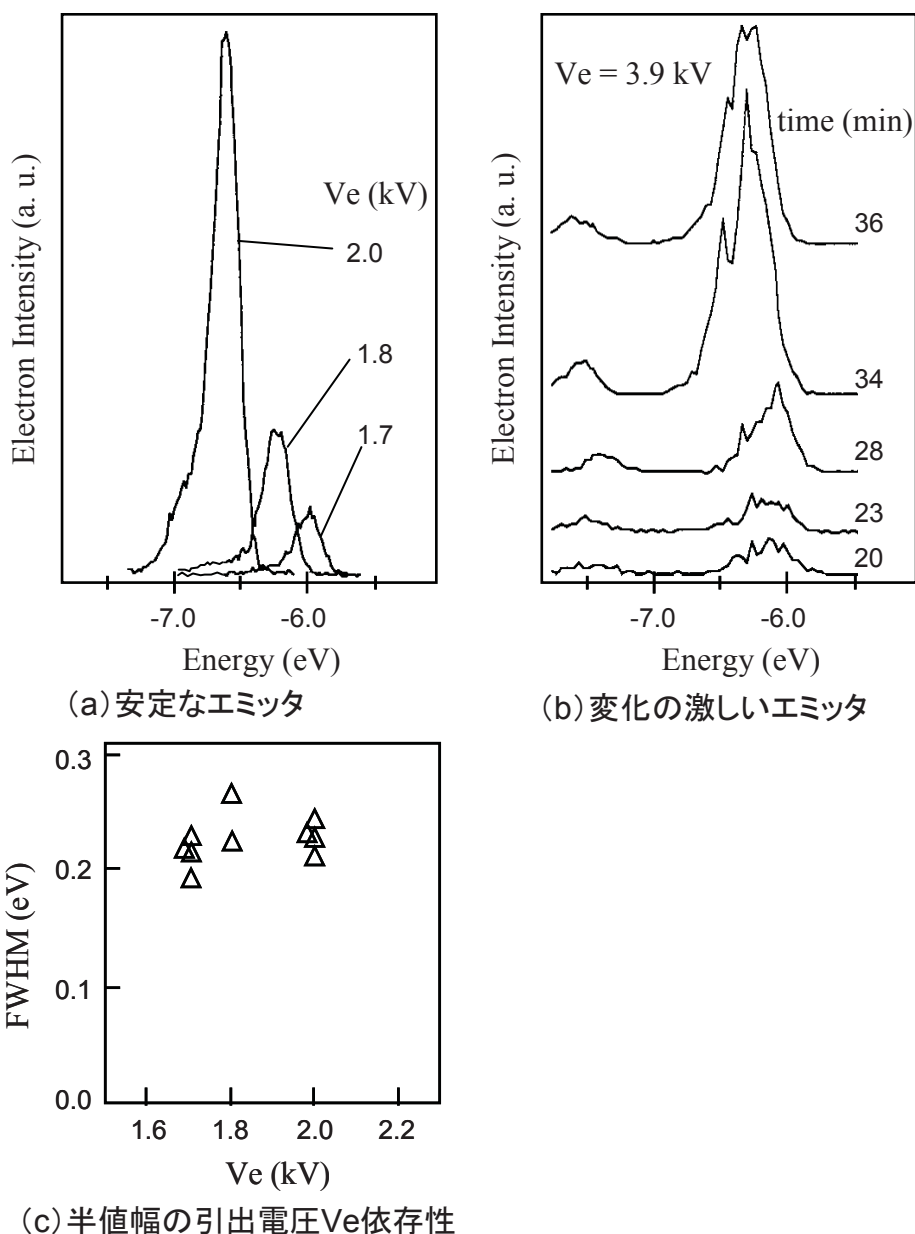 Electron Intensity (a. u.)
Ve (kV)
2.0
1.8
1.7
-7.0 -6.0
Energy (eV)
(a)安定なエミッタ
Electron Intensity (a. u.)
Ve = 3.9 kV
time (min)
36
34
28
23
20
-7.0 -6.0
Energy (eV)
(b)変化の激しいエミッタ
FWHM (eV)
0.3
0.2
0.1
0.0
1.6 1.8 2.0 2.2
Ve (kV)
(c)半値幅の引出電圧Ve依存性